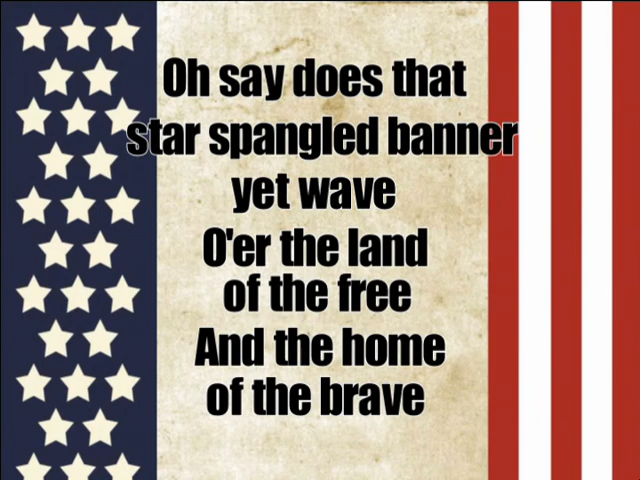 Oh say does that
star spangled banner
yet wave
O'er the land
of the free
And the home
of the brave